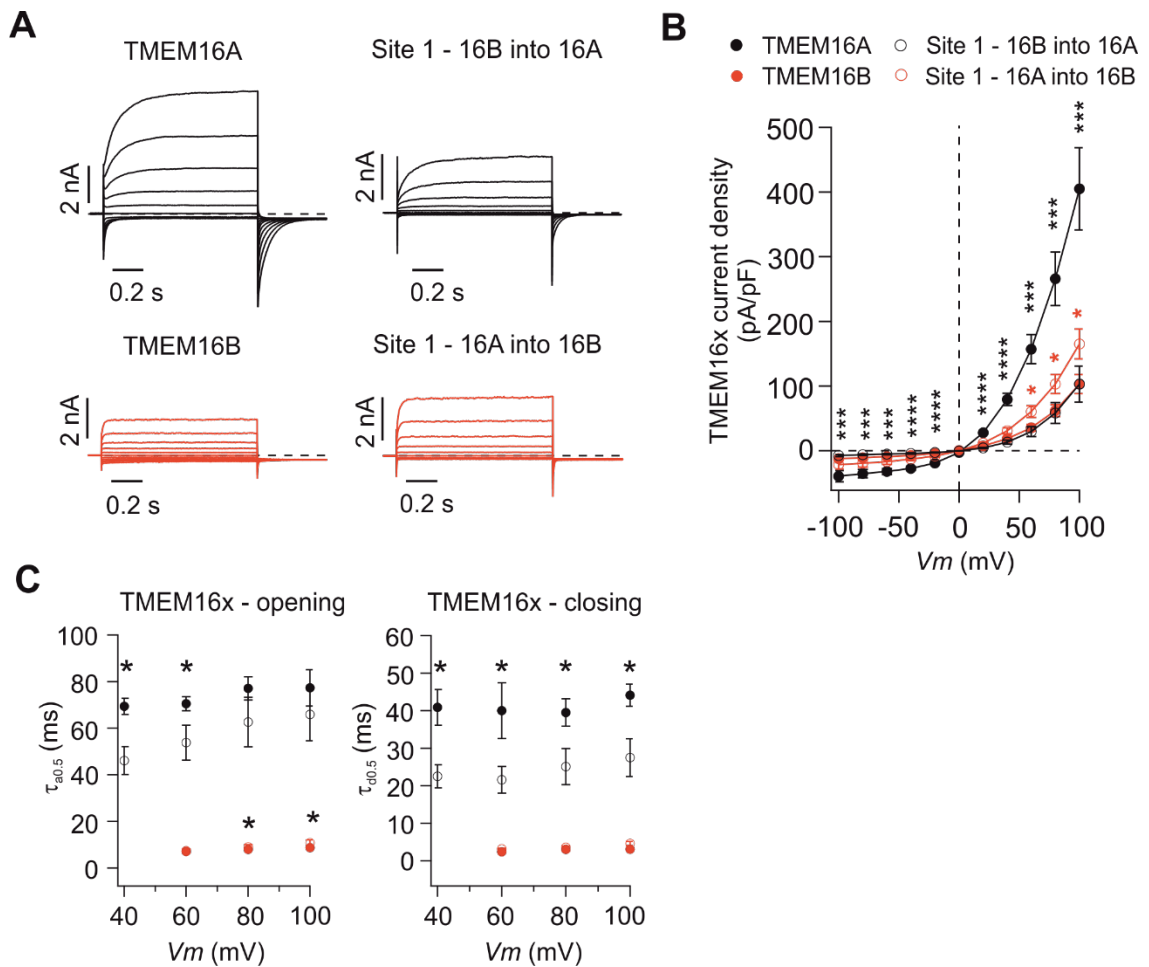 A
TMEM16A
Site 1 - 16B into 16A
2 nA
0.2 s
2 nA
0.2 s
TMEM16B
Site 1 - 16A into 16B
2 nA
0.2 s
2 nA
0.2 s
B
TMEM16A
Site 1 - 16B into 16A
TMEM16B
Site 1 - 16A into 16B
TMEM16x current density
(pA/pF)
500
400
300
200
100
0
-100 -50 0 50 100
Vm (mV)
*** *** *** **** **** **** **** *** *** ***
* * *
C
TMEM16x - opening
τa0.5 (ms)
100
80
60
40
20
0
* * * *
40 60 80 100
Vm (mV)
TMEM16x - closing
τd0.5 (ms)
60
50
40
30
20
10
0
* * * *
40 60 80 100
Vm (mV)